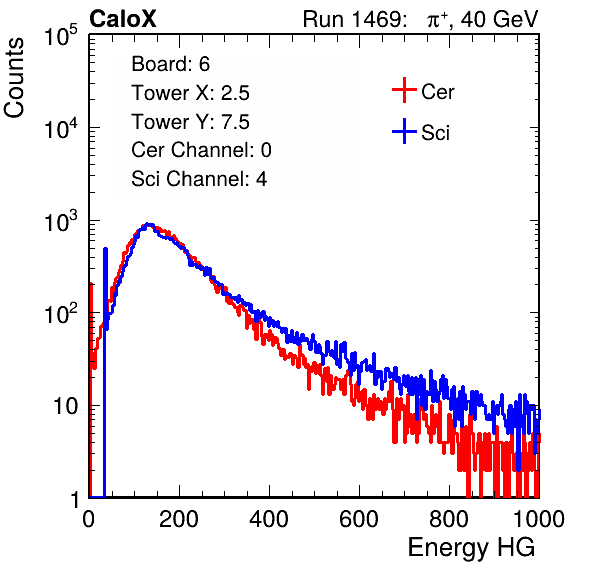 CaloX Run 1469: π⁺, 40 GeV
Board: 6
Tower X: 2.5
Tower Y: 7.5
Cer Channel: 0
Sci Channel: 4
Cer
Sci
Counts
10⁵
10⁴
10³
10²
10
1
0 200 400 600 800 1000
Energy HG